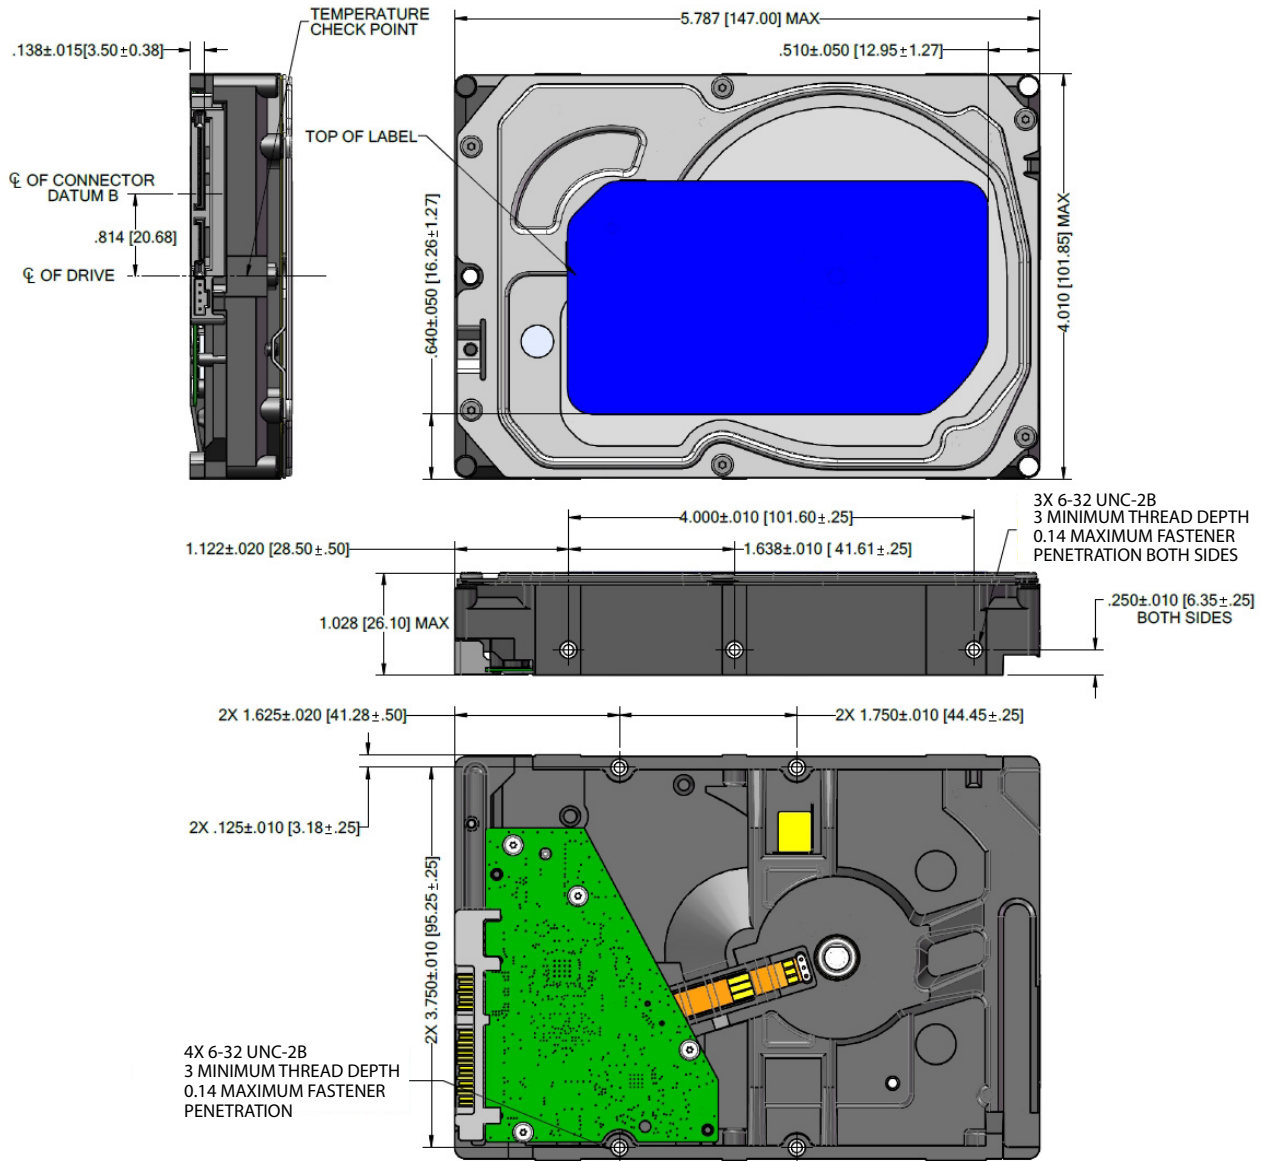 TEMPERATURE
CHECK POINT
5.787 [147.00] MAX
.138±.015[3.50±0.38]
.510±.050 [12.95±1.27]
TOP OF LABEL
℄ OF CONNECTOR
DATUM B
.814 [20.68]
℄ OF DRIVE
.640±.050 [16.26±1.27]
4.010 [101.85] MAX
3X 6-32 UNC-2B
3 MINIMUM THREAD DEPTH
0.14 MAXIMUM FASTENER
PENETRATION BOTH SIDES
4.000±.010 [101.60±.25]
1.122±.020 [28.50±.50]
1.638±.010 [ 41.61±.25]
1.028 [26.10] MAX
.250±.010 [6.35±.25]
BOTH SIDES
2X 1.625±.020 [41.28±.50]
2X 1.750±.010 [44.45±.25]
2X .125±.010 [3.18±.25]
2X 3.750±.010 [95.25±.25]
4X 6-32 UNC-2B
3 MINIMUM THREAD DEPTH
0.14 MAXIMUM FASTENER
PENETRATION